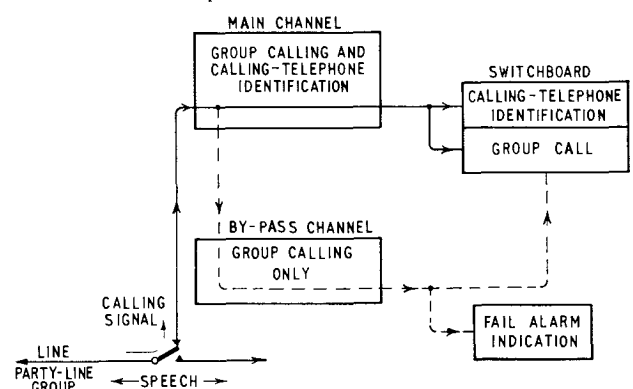 MAIN CHANNEL
GROUP CALLING AND
CALLING-TELEPHONE
IDENTIFICATION
SWITCHBOARD
CALLING-TELEPHONE
IDENTIFICATION
GROUP CALL
BY-PASS CHANNEL
GROUP CALLING
ONLY
CALLING
SIGNAL
FAIL ALARM
INDICATION
LINE
PARTY-LINE
GROUP
SPEECH